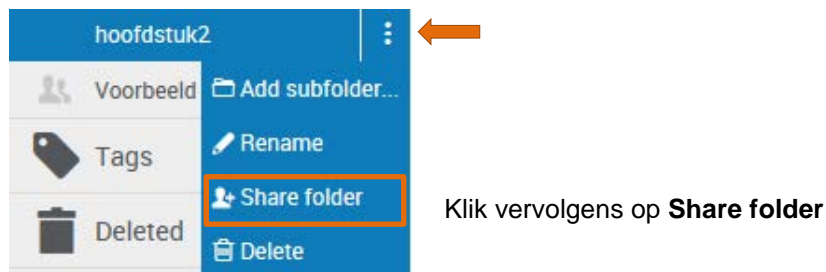 hoofdstuk2
Voorbeeld
Add subfolder...
Tags
Rename
Share folder
Klik vervolgens op Share folder
Deleted
Delete